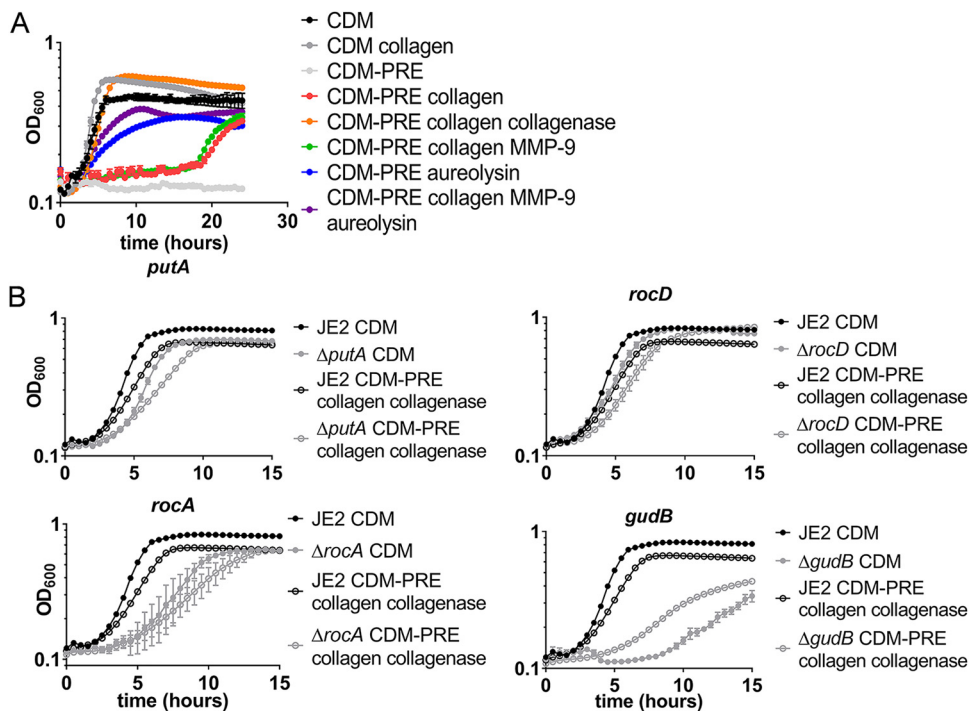 A
1
OD600
0.1
0
10
20
30
time (hours)
CDM
CDM collagen
CDM-PRE
CDM-PRE collagen
CDM-PRE collagen collagenase
CDM-PRE collagen MMP-9
CDM-PRE aureolysin
CDM-PRE collagen MMP-9
aureolysin
B
putA
1
OD600
0.1
0
5
10
15
JE2 CDM
ΔputA CDM
JE2 CDM-PRE
collagen collagenase
ΔputA CDM-PRE
collagen collagenase
rocD
1
0.1
0
5
10
15
JE2 CDM
ΔrocD CDM
JE2 CDM-PRE
collagen collagenase
ΔrocD CDM-PRE
collagen collagenase
rocA
1
OD600
0.1
0
5
10
15
time (hours)
JE2 CDM
ΔrocA CDM
JE2 CDM-PRE
collagen collagenase
ΔrocA CDM-PRE
collagen collagenase
gudB
1
0.1
0
5
10
15
time (hours)
JE2 CDM
ΔgudB CDM
JE2 CDM-PRE
collagen collagenase
ΔgudB CDM-PRE
collagen collagenase